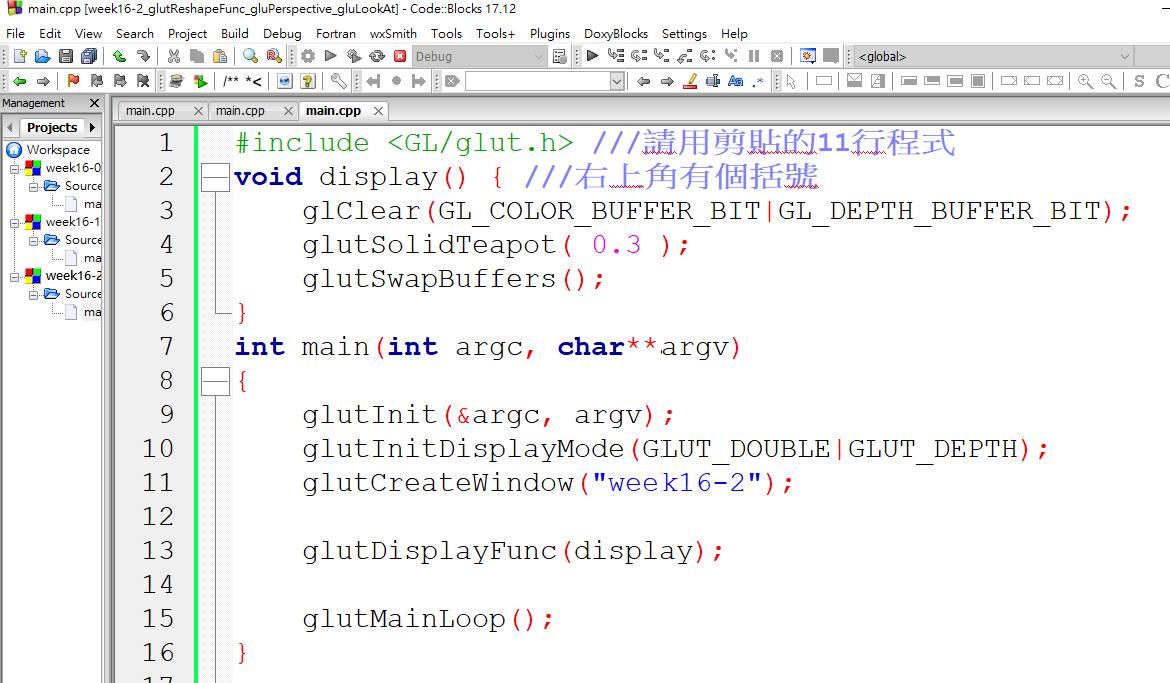 main.cpp [week16-2_glutReshapeFunc_gluPerspective_gluLookAt] - Code::Blocks 17.12
File Edit View Search Project Build Debug Fortran wxSmith Tools Tools+ Plugins DoxyBlocks Settings Help
Debug <global>
/** *<
Management
main.cpp main.cpp main.cpp
Projects
Workspace
week16-0
Source
ma
week16-1
Source
ma
week16-2
Source
ma
1 #include <GL/glut.h> ///請用剪貼的11行程式
2 void display() { ///右上角有個括號
3 glClear(GL_COLOR_BUFFER_BIT|GL_DEPTH_BUFFER_BIT);
4 glutSolidTeapot( 0.3 );
5 glutSwapBuffers();
6 }
7 int main(int argc, char**argv)
8 {
9 glutInit(&argc, argv);
10 glutInitDisplayMode(GLUT_DOUBLE|GLUT_DEPTH);
11 glutCreateWindow("week16-2");
12
13 glutDisplayFunc(display);
14
15 glutMainLoop();
16 }
17